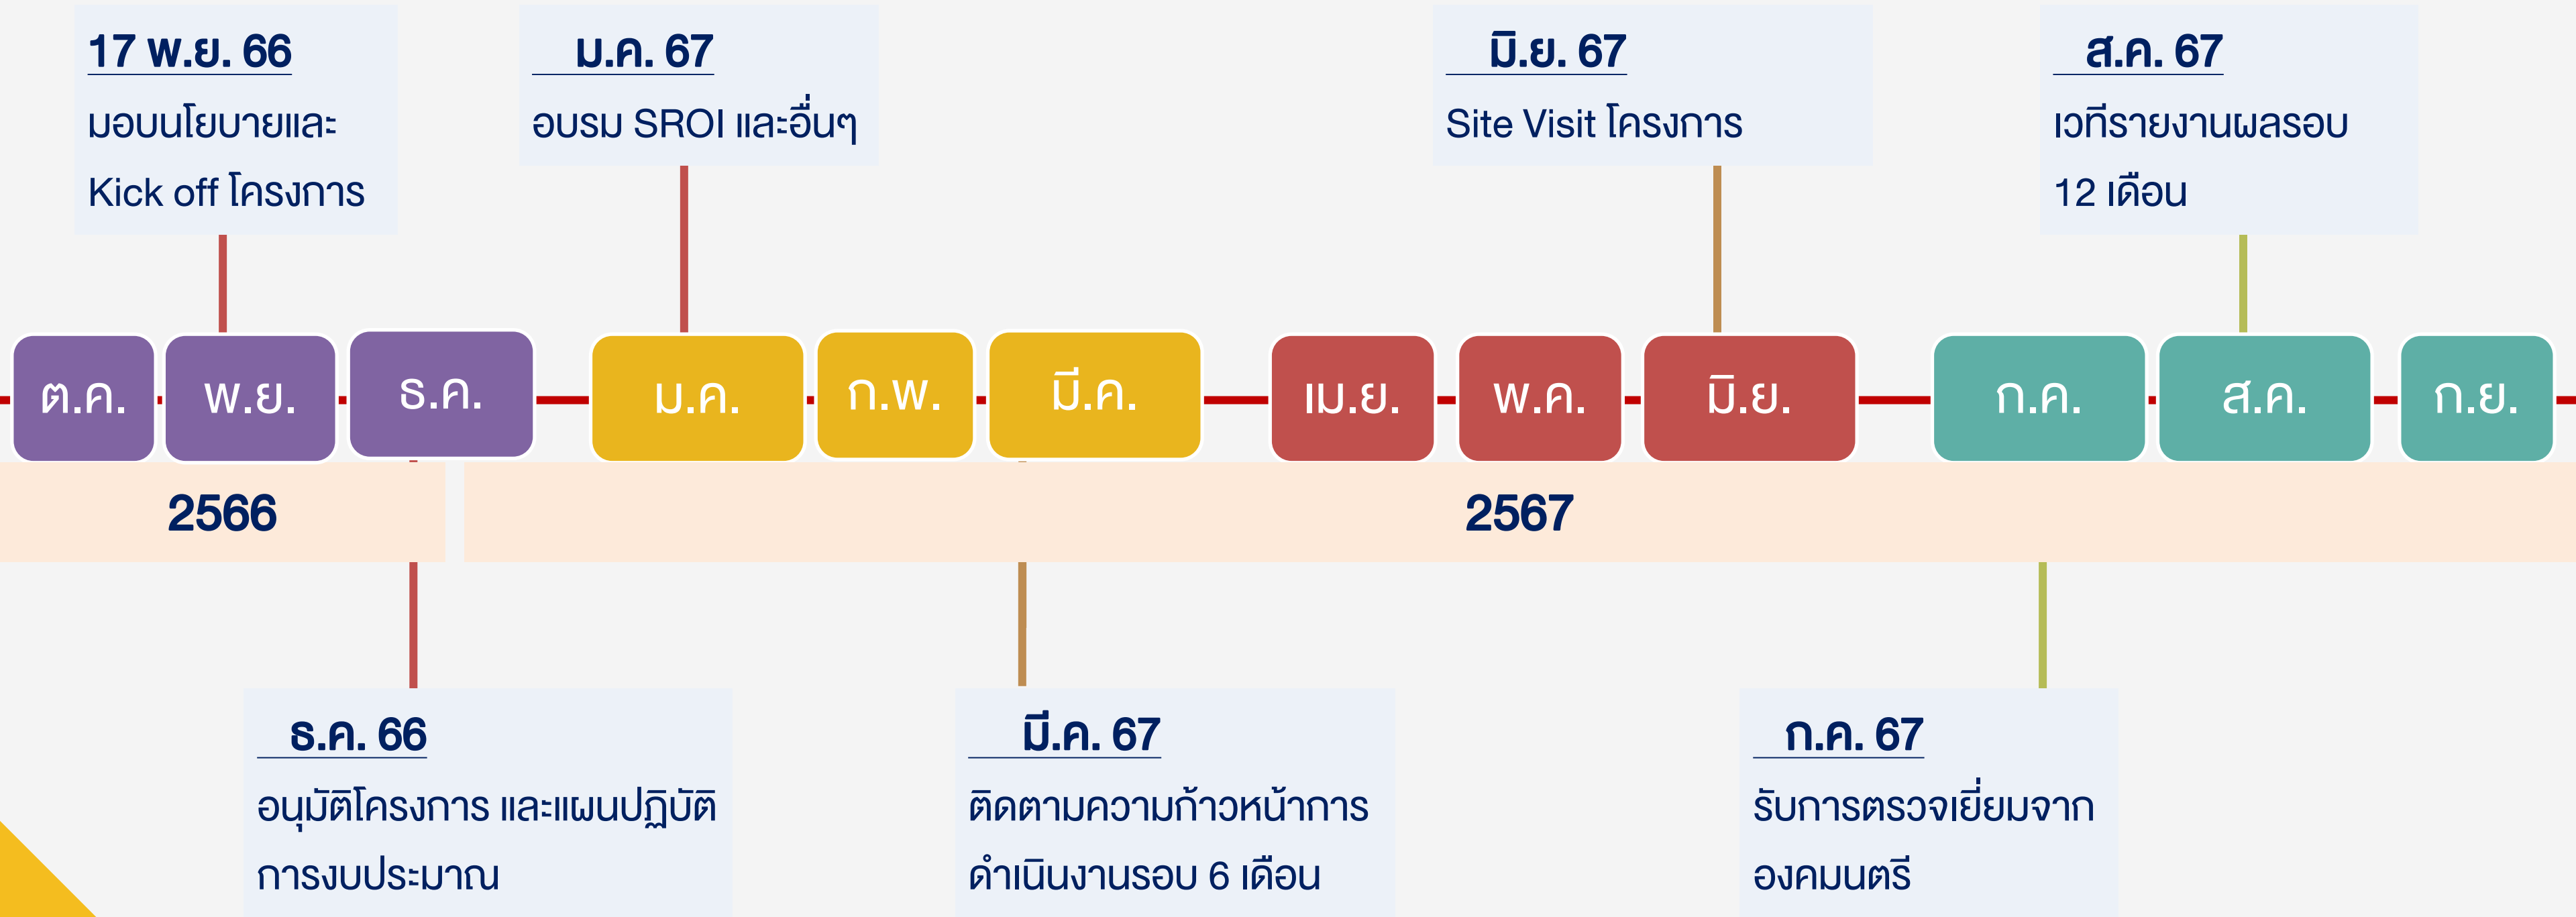 17 พ.ย. 66
มอบนโยบายและ
Kick off โครงการ
ม.ค. 67
อบรม SROI และอื่นๆ
มิ.ย. 67
Site Visit โครงการ
ส.ค. 67
เวทีรายงานผลรอบ
12 เดือน
ต.ค. พ.ย. ธ.ค. ม.ค. ก.พ. มี.ค. เม.ย. พ.ค. มิ.ย. ก.ค. ส.ค. ก.ย.
2566 2567
ธ.ค. 66
อนุมัติโครงการ และแผนปฏิบัติ
การงบประมาณ
มี.ค. 67
ติดตามความก้าวหน้าการ
ดำเนินงานรอบ 6 เดือน
ก.ค. 67
รับการตรวจเยี่ยมจาก
องคมนตรี